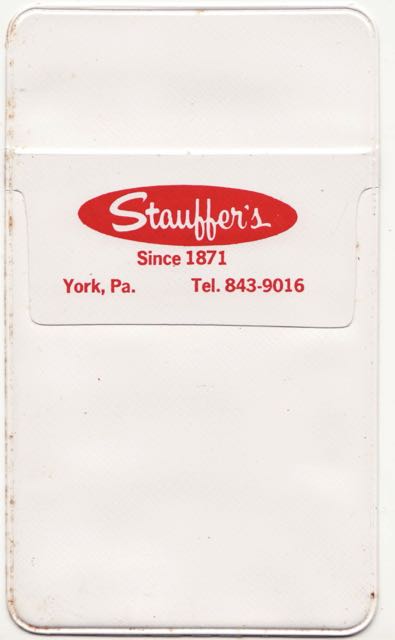 Stauffer's
Since 1871
York, Pa. Tel. 843-9016